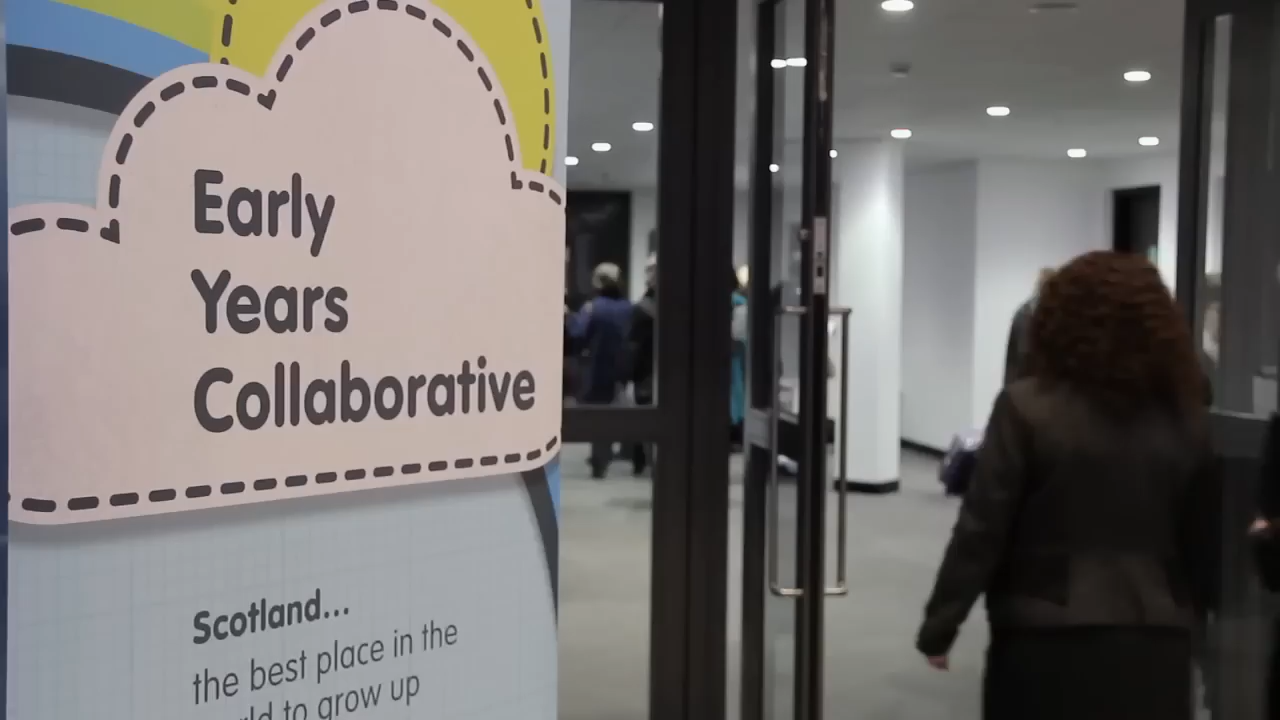 Early
Years
Collaborative
Scotland...
the best place in the
to grow up